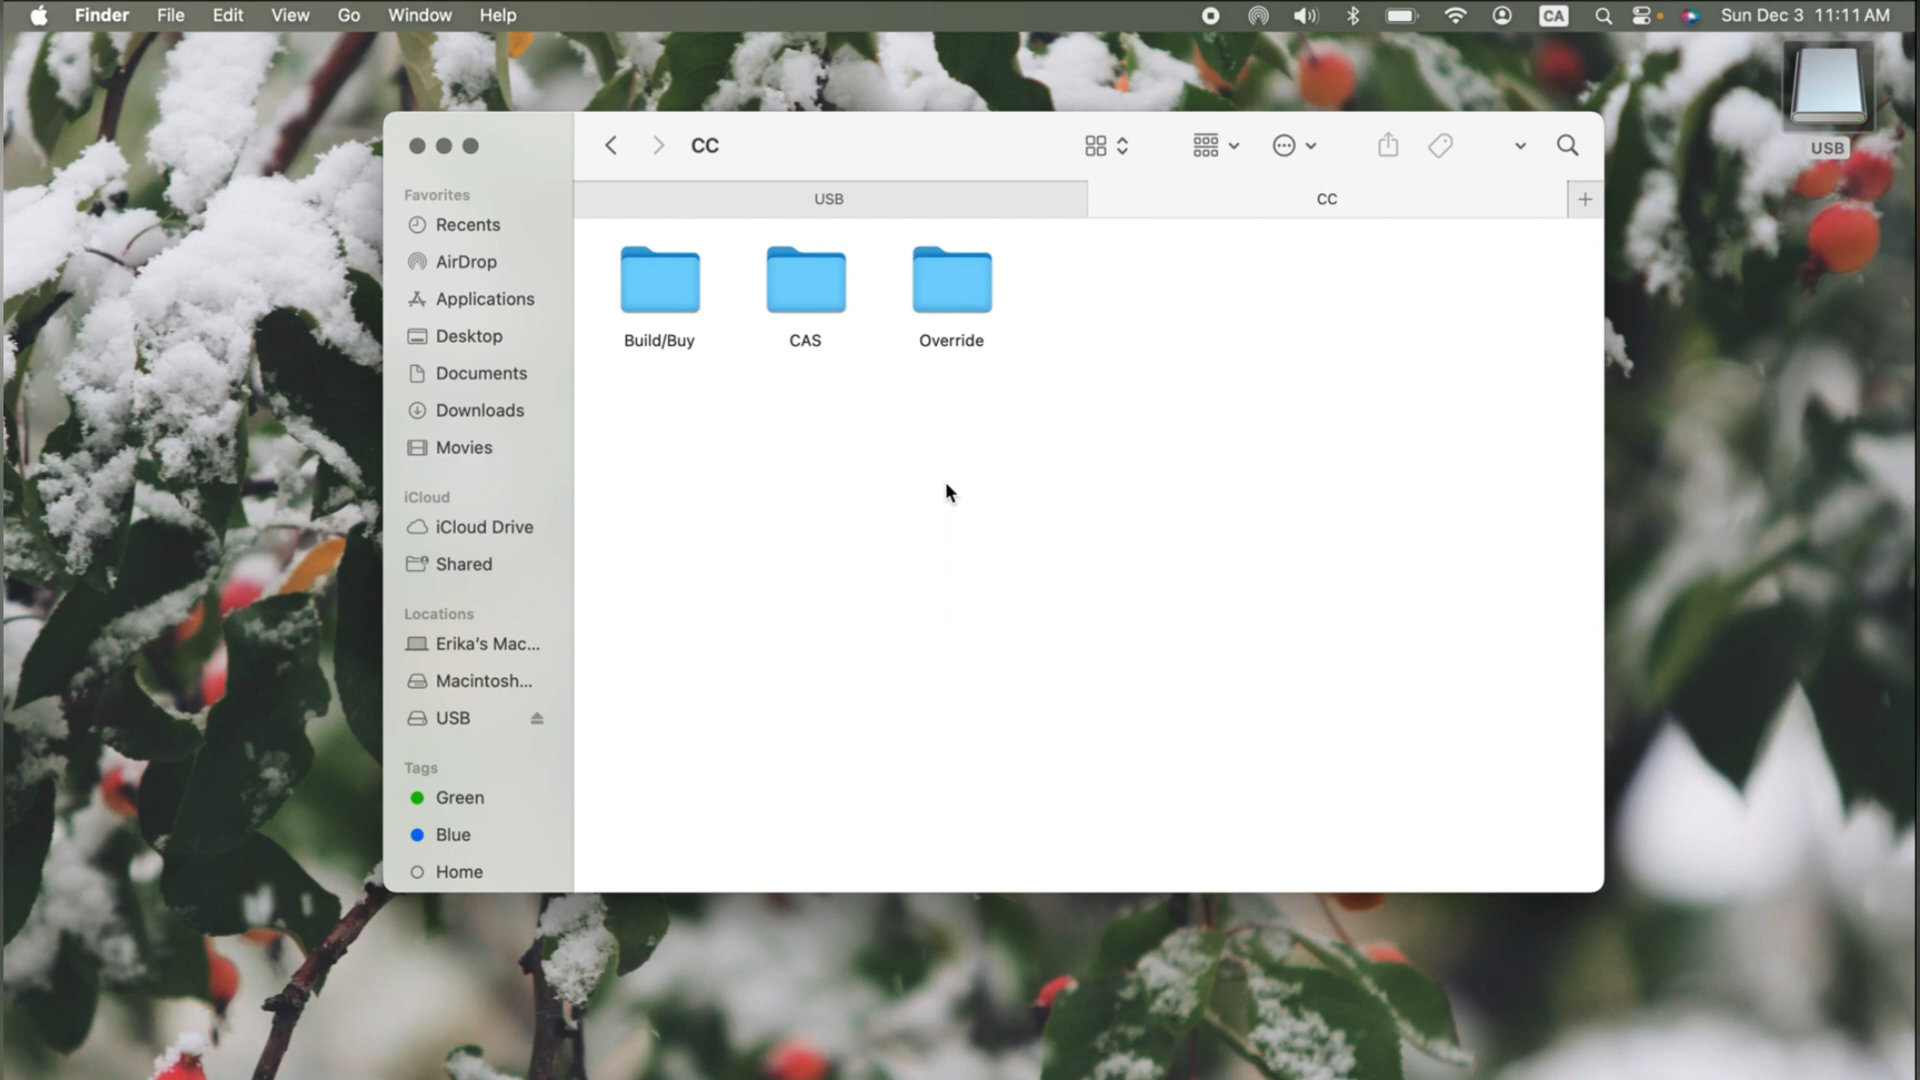 Finder File Edit View Go Window Help CA Sun Dec 3 11:11 AM
USB
CC
USB CC
Favorites
Recents
AirDrop
Applications
Desktop
Documents
Downloads
Movies
iCloud
iCloud Drive
Shared
Locations
Erika's Mac...
Macintosh...
USB
Tags
Green
Blue
Home
Build/Buy CAS Override